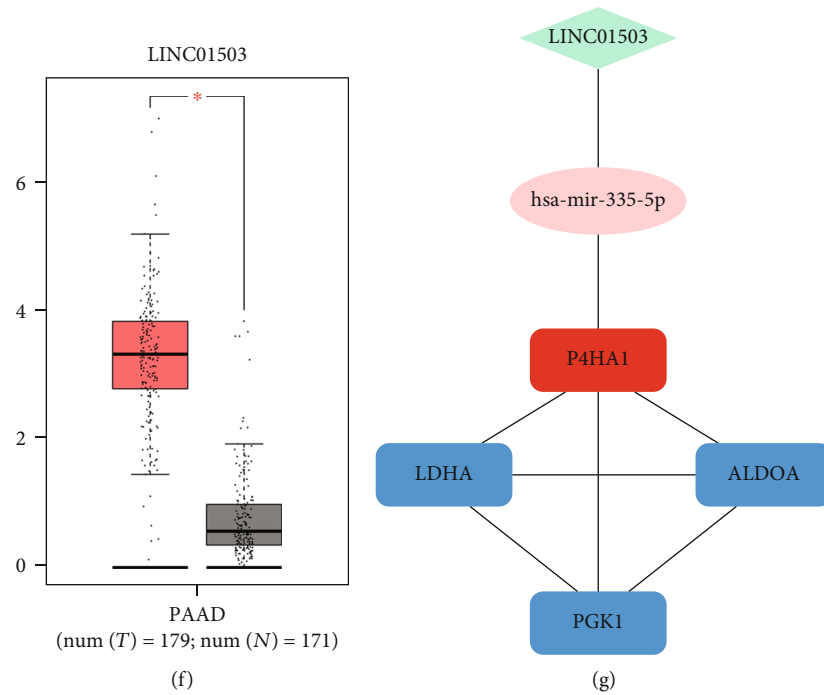 LINC01503
*
6
4
2
0
PAAD
(num (T) = 179; num (N) = 171)
(f)
LINC01503
hsa-mir-335-5p
P4HA1
LDHA
ALDOA
PGK1
(g)